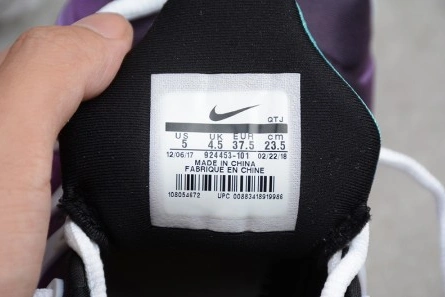 QTJ
US UK EUR cm
5 4.5 37.5 23.5
12/06/17 924453-101 02/22/18
MADE IN CHINA
FABRIQUE EN CHINE
108054672 UPC 00883418919986